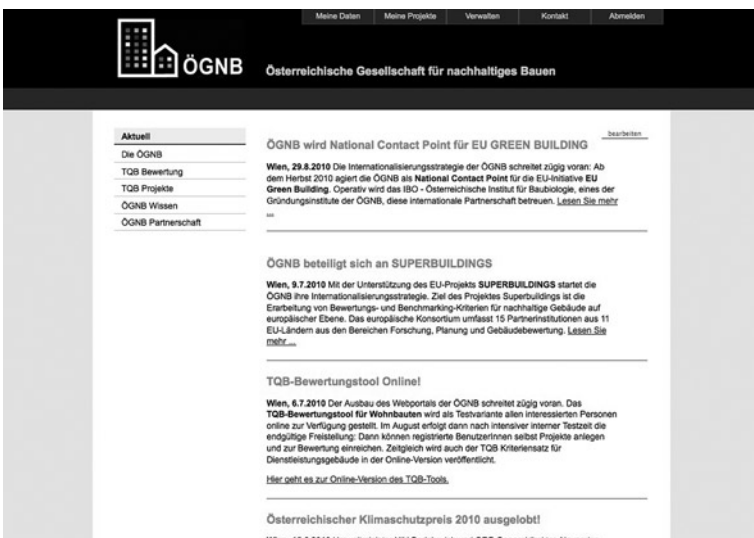 Meine Daten Meine Projekte Verwalten Kontakt Abmelden
ÖGNB
Österreichische Gesellschaft für nachhaltiges Bauen
bearbeiten
Aktuell
Die ÖGNB
TQB Bewertung
TQB Projekte
ÖGNB Wissen
ÖGNB Partnerschaft
ÖGNB wird National Contact Point für EU GREEN BUILDING
Wien, 29.8.2010 Die Internationalisierungsstrategie der ÖGNB schreitet zügig voran: Ab
dem Herbst 2010 agiert die ÖGNB als National Contact Point für die EU-Initiative EU
Green Building. Operativ wird das IBO - Österreichische Institut für Baubiologie, eines der
Gründungsinstitute der ÖGNB, diese internationale Partnerschaft betreuen. Lesen Sie mehr
...
ÖGNB beteiligt sich an SUPERBUILDINGS
Wien, 9.7.2010 Mit der Unterstützung des EU-Projekts SUPERBUILDINGS startet die
ÖGNB ihre Internationalisierungsstrategie. Ziel des Projektes Superbuildings ist die
Erarbeitung von Bewertungs- und Benchmarking-Kriterien für nachhaltige Gebäude auf
europäischer Ebene. Das europäische Konsortium umfasst 15 Partnerinstitutionen aus 11
EU-Ländern aus den Bereichen Forschung, Planung und Gebäudebewertung. Lesen Sie
mehr ...
TQB-Bewertungstool Online!
Wien, 6.7.2010 Der Ausbau des Webportals der ÖGNB schreitet zügig voran. Das
TQB-Bewertungstool für Wohnbauten wird als Testvariante allen interessierten Personen
online zur Verfügung gestellt. Im August erfolgt dann nach intensiver interner Testzeit die
endgültige Freistellung: Dann können registrierte BenutzerInnen selbst Projekte anlegen
und zur Bewertung einreichen. Zeitgleich wird auch der TQB Kriteriensatz für
Dienstleistungsgebäude in der Online-Version veröffentlicht.
Hier geht es zur Online-Version des TQB-Tools.
Österreichischer Klimaschutzpreis 2010 ausgelobt!